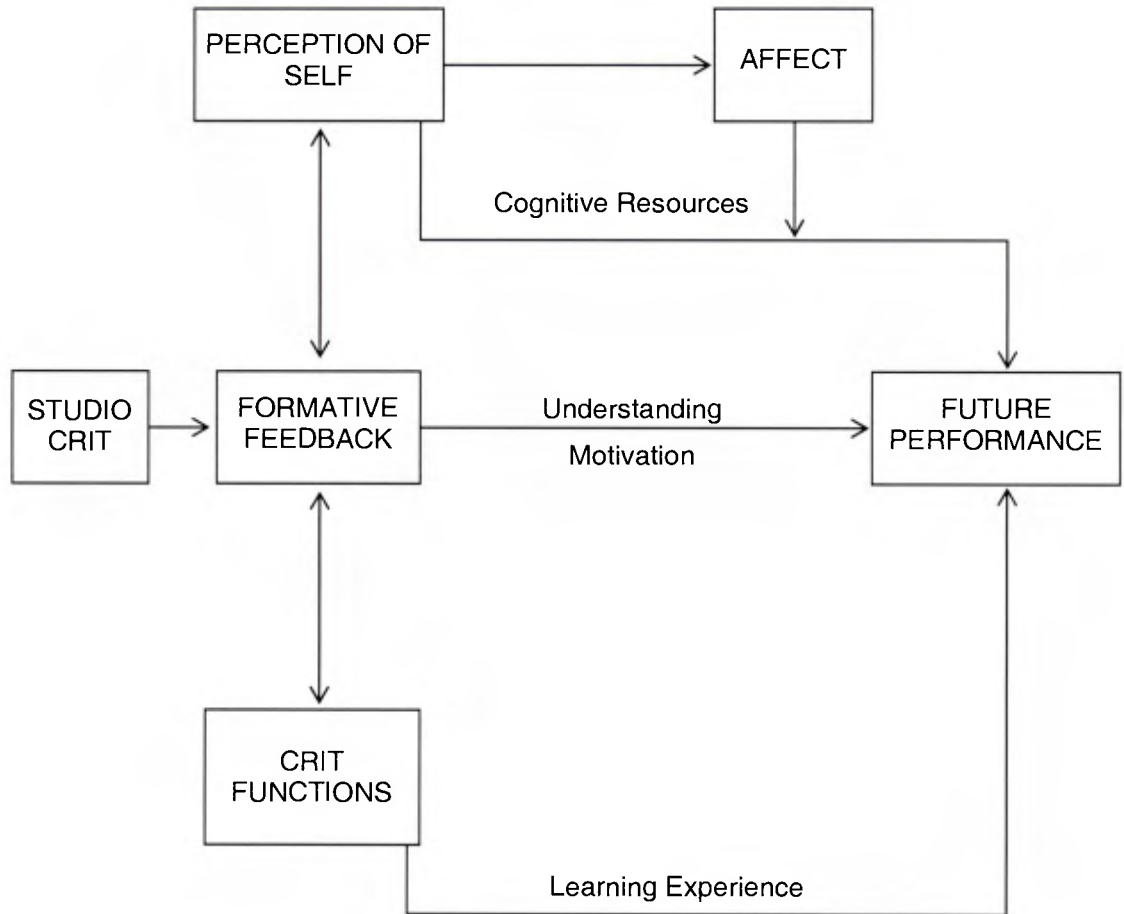 PERCEPTION OF
SELF
AFFECT
Cognitive Resources
STUDIO
CRIT
FORMATIVE
FEEDBACK
Understanding
Motivation
FUTURE
PERFORMANCE
CRIT
FUNCTIONS
Learning Experience